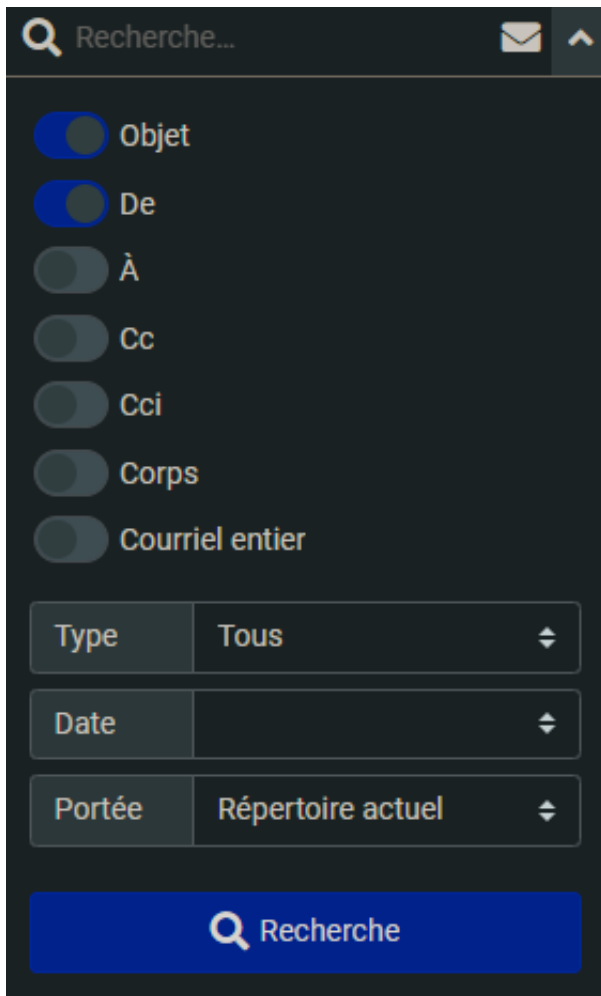 Recherche...
Objet
De
À
Cc
Cci
Corps
Courriel entier
Type Tous
Date
Portée Répertoire actuel
Recherche